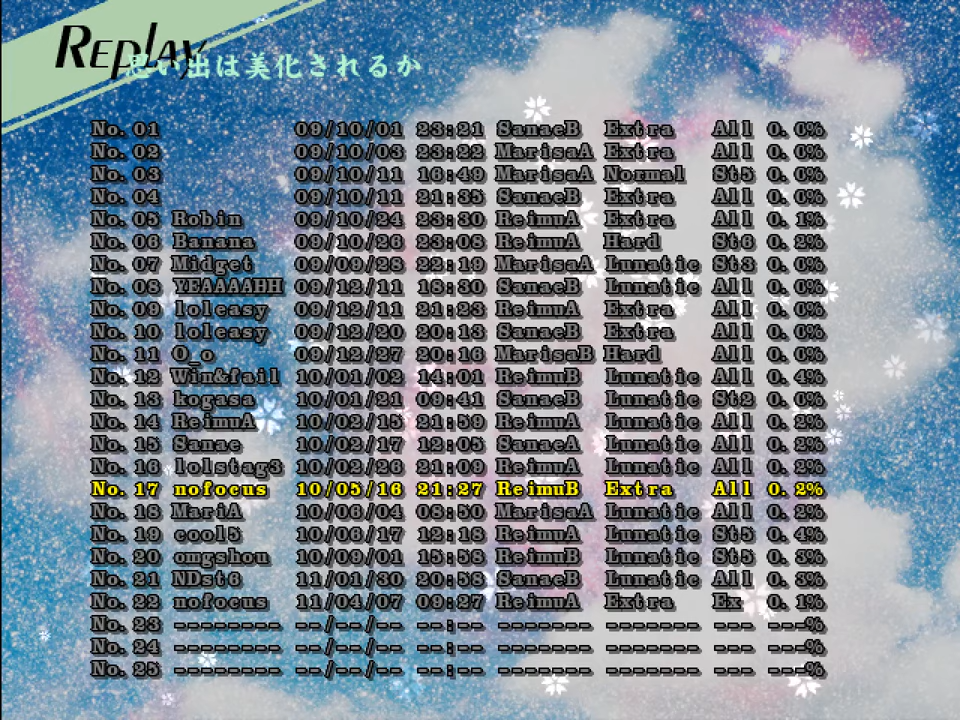 Replay
思い出は美化されるか
No. 01 09/10/01 23:21 SanaeB Extra All 0.0%
No. 02 09/10/03 23:22 MarisaA Extra All 0.0%
No. 03 09/10/11 16:49 MarisaA Normal St5 0.0%
No. 04 09/10/11 21:35 SanaeB Extra All 0.0%
No. 05 Robin 09/10/24 23:30 ReimuA Extra All 0.1%
No. 06 Banana 09/10/26 23:08 ReimuA Hard St6 0.2%
No. 07 Midget 09/09/28 22:19 MarisaA Lunatic St3 0.0%
No. 08 YEAAAAHH 09/12/11 18:30 SanaeB Lunatic All 0.0%
No. 09 loleasy 09/12/11 21:23 ReimuA Extra All 0.0%
No. 10 loleasy 09/12/20 20:13 SanaeB Extra All 0.0%
No. 11 O_o 09/12/27 20:16 MarisaB Hard All 0.0%
No. 12 Win&fail 10/01/02 14:01 ReimuB Lunatic All 0.4%
No. 13 kogasa 10/01/21 09:41 SanaeB Lunatic St2 0.0%
No. 14 ReimuA 10/02/15 21:59 ReimuA Lunatic All 0.2%
No. 15 Sanae 10/02/17 12:05 SanaeA Lunatic All 0.2%
No. 16 lolstag3 10/02/26 21:09 ReimuA Lunatic All 0.2%
No. 17 nofocus 10/05/16 21:27 ReimuB Extra All 0.2%
No. 18 MariA 10/06/04 08:50 MarisaA Lunatic All 0.2%
No. 19 cool5 10/06/17 12:18 ReimuA Lunatic St5 0.4%
No. 20 omgshou 10/09/01 15:58 ReimuB Lunatic St5 0.3%
No. 21 NDst6 11/01/30 20:58 SanaeB Lunatic All 0.3%
No. 22 nofocus 11/04/07 09:27 ReimuA Extra Ex 0.1%
No. 23 -------- --/--/-- --:-- ------- ------- --- ---%
No. 24 -------- --/--/-- --:-- ------- ------- --- ---%
No. 25 -------- --/--/-- --:-- ------- ------- --- ---%